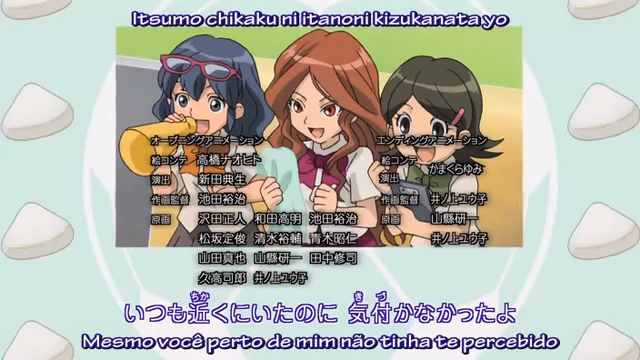 Itsumo chikaku ni itanoni kizukanata yo
オープニングアニメーション
絵コンテ 高橋ナオヒト
演出 新田典生
作画監督 池田裕治
原画 沢田正人 和田高明 池田裕治
松坂定俊 清水裕輔 青木昭仁
山田真也 山縣研一 田中修司
久高司郎 井ノ上ユウ子
エンディングアニメーション
絵コンテ
演出 かまくらゆみ
作画監督 井ノ上ユウ子
原画 山縣研一
井ノ上ユウ子
ちか き づ
いつも近くにいたのに 気付かなかったよ
Mesmo você perto de mim não tinha te percebido